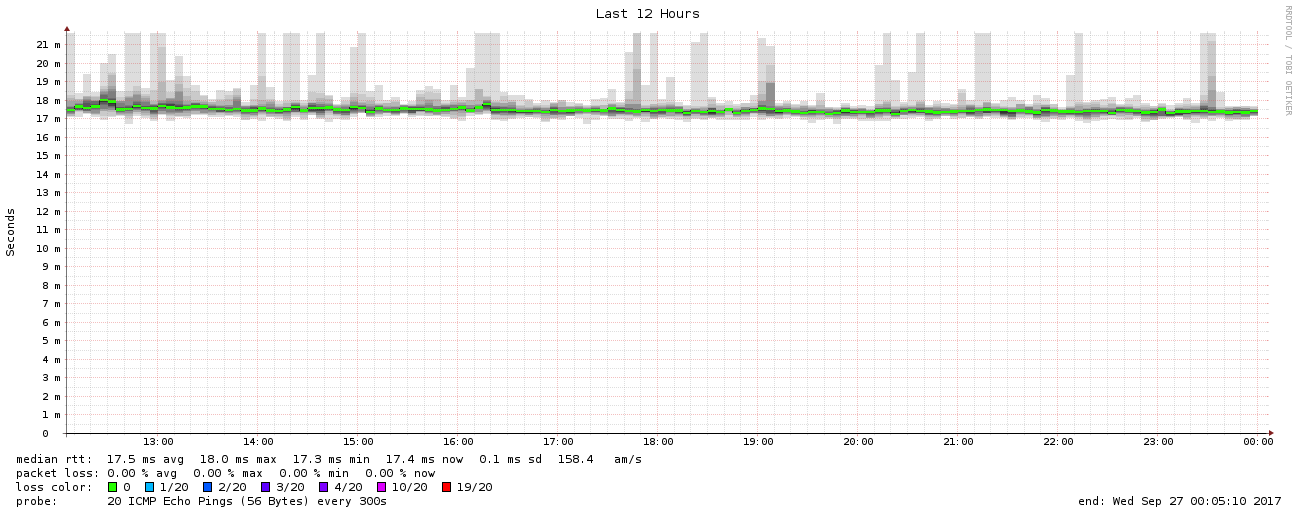 Last 12 Hours
RRDTOOL / TOBI OETIKER
Seconds
21 m
20 m
19 m
18 m
17 m
16 m
15 m
14 m
13 m
12 m
11 m
10 m
9 m
8 m
7 m
6 m
5 m
4 m
3 m
2 m
1 m
0
13:00 14:00 15:00 16:00 17:00 18:00 19:00 20:00 21:00 22:00 23:00 00:00
median rtt: 17.5 ms avg 18.0 ms max 17.3 ms min 17.4 ms now 0.1 ms sd 158.4 am/s
packet loss: 0.00 % avg 0.00 % max 0.00 % min 0.00 % now
loss color: 0 1/20 2/20 3/20 4/20 10/20 19/20
probe: 20 ICMP Echo Pings (56 Bytes) every 300s end: Wed Sep 27 00:05:10 2017